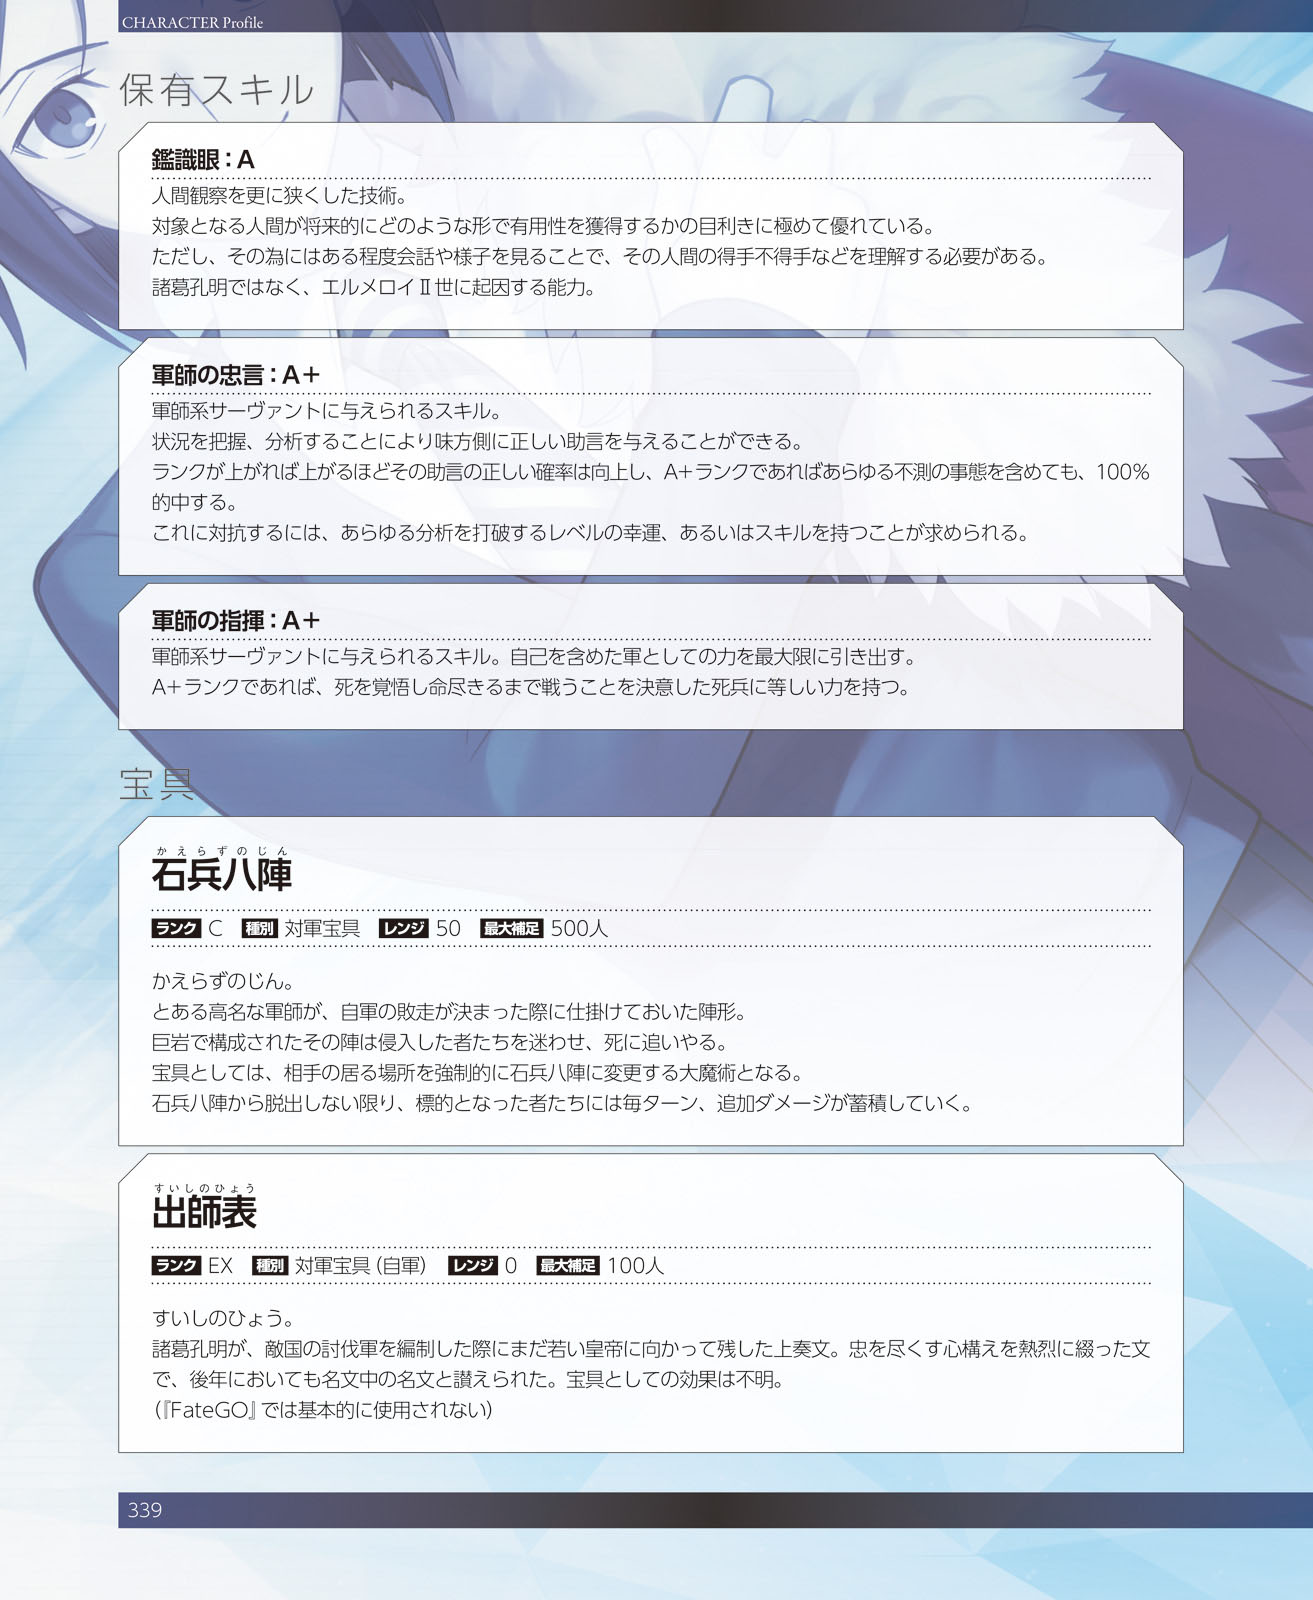 CHARACTER Profile
保有スキル
鑑識眼：A
人間観察を更に狭くした技術。
対象となる人間が将来的にどのような形で有用性を獲得するかの目利きに極めて優れている。
ただし、その為にはある程度会話や様子を見ることで、その人間の得手不得手などを理解する必要がある。
諸葛孔明ではなく、エルメロイⅡ世に起因する能力。
軍師の忠言：A＋
軍師系サーヴァントに与えられるスキル。
状況を把握、分析することにより味方側に正しい助言を与えることができる。
ランクが上がれば上がるほどその助言の正しい確率は向上し、A＋ランクであればあらゆる不測の事態を含めても、100％
的中する。
これに対抗するには、あらゆる分析を打破するレベルの幸運、あるいはスキルを持つことが求められる。
軍師の指揮：A＋
軍師系サーヴァントに与えられるスキル。自己を含めた軍としての力を最大限に引き出す。
A＋ランクであれば、死を覚悟し命尽きるまで戦うことを決意した死兵に等しい力を持つ。
宝具
かえらずのじん
石兵八陣
ランク C 種別 対軍宝具 レンジ 50 最大補足 500人
かえらずのじん。
とある高名な軍師が、自軍の敗走が決まった際に仕掛けておいた陣形。
巨岩で構成されたその陣は侵入した者たちを迷わせ、死に追いやる。
宝具としては、相手の居る場所を強制的に石兵八陣に変更する大魔術となる。
石兵八陣から脱出しない限り、標的となった者たちには毎ターン、追加ダメージが蓄積していく。
すいしのひょう
出師表
ランク EX 種別 対軍宝具（自軍） レンジ 0 最大補足 100人
すいしのひょう。
諸葛孔明が、敵国の討伐軍を編制した際にまだ若い皇帝に向かって残した上奏文。忠を尽くす心構えを熱烈に綴った文
で、後年においても名文中の名文と讃えられた。宝具としての効果は不明。
（『FateGO』では基本的に使用されない）
339